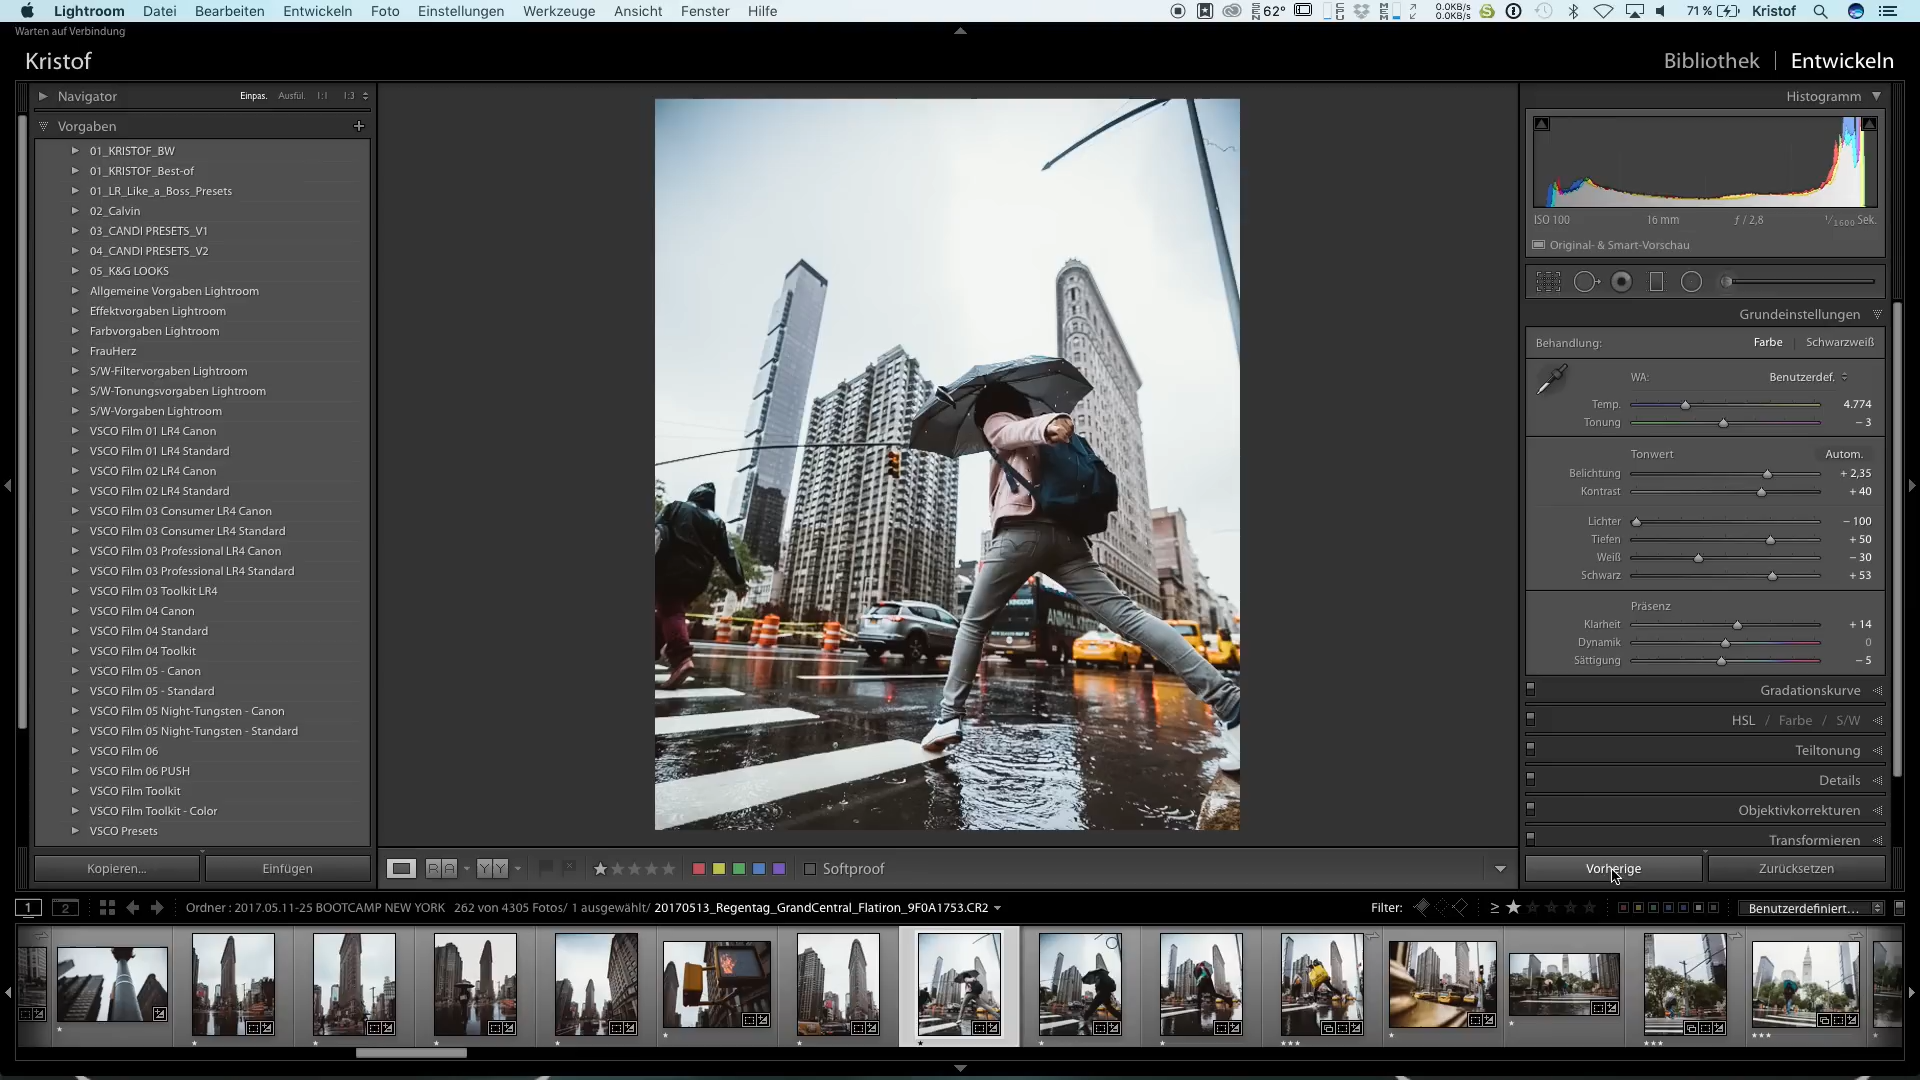 Lightroom Datei Bearbeiten Entwickeln Foto Einstellungen Werkzeuge Ansicht Fenster Hilfe 62° 0.0KB/s 0.0KB/s 71 % Kristof
Warten auf Verbindung
Kristof
Bibliothek | Entwickeln
Navigator Einpas. Ausfül. 1:1 1:3
Vorgaben +
01_KRISTOF_BW
01_KRISTOF_Best-of
01_LR_Like_a_Boss_Presets
02_Calvin
03_CANDI PRESETS_V1
04_CANDI PRESETS_V2
05_K&G LOOKS
Allgemeine Vorgaben Lightroom
Effektvorgaben Lightroom
Farbvorgaben Lightroom
FrauHerz
S/W-Filtervorgaben Lightroom
S/W-Tonungsvorgaben Lightroom
S/W-Vorgaben Lightroom
VSCO Film 01 LR4 Canon
VSCO Film 01 LR4 Standard
VSCO Film 02 LR4 Canon
VSCO Film 02 LR4 Standard
VSCO Film 03 Consumer LR4 Canon
VSCO Film 03 Consumer LR4 Standard
VSCO Film 03 Professional LR4 Canon
VSCO Film 03 Professional LR4 Standard
VSCO Film 03 Toolkit LR4
VSCO Film 04 Canon
VSCO Film 04 Standard
VSCO Film 04 Toolkit
VSCO Film 05 - Canon
VSCO Film 05 - Standard
VSCO Film 05 Night-Tungsten - Canon
VSCO Film 05 Night-Tungsten - Standard
VSCO Film 06
VSCO Film 06 PUSH
VSCO Film Toolkit
VSCO Film Toolkit - Color
VSCO Presets
Kopieren... Einfügen
KINGDOM
ANIMAL
Histogramm
ISO 100 16 mm ƒ / 2,8 1/1600 Sek.
Original- & Smart-Vorschau
Grundeinstellungen
Behandlung: Farbe | Schwarzweiß
WA: Benutzerdef.
Temp. 4.774
Tonung – 3
Tonwert Autom.
Belichtung + 2,35
Kontrast + 40
Lichter – 100
Tiefen + 50
Weiß – 30
Schwarz + 53
Präsenz
Klarheit + 14
Dynamik 0
Sättigung – 5
Gradationskurve
HSL / Farbe / S/W
Teiltonung
Details
Objektivkorrekturen
Transformieren
Vorherige Zurücksetzen
R A Y Y Softproof
1 2 Ordner : 2017.05.11-25 BOOTCAMP NEW YORK 262 von 4305 Fotos/ 1 ausgewählt/ 20170513_Regentag_GrandCentral_Flatiron_9F0A1753.CR2 Filter: ≥ Benutzerdefiniert...